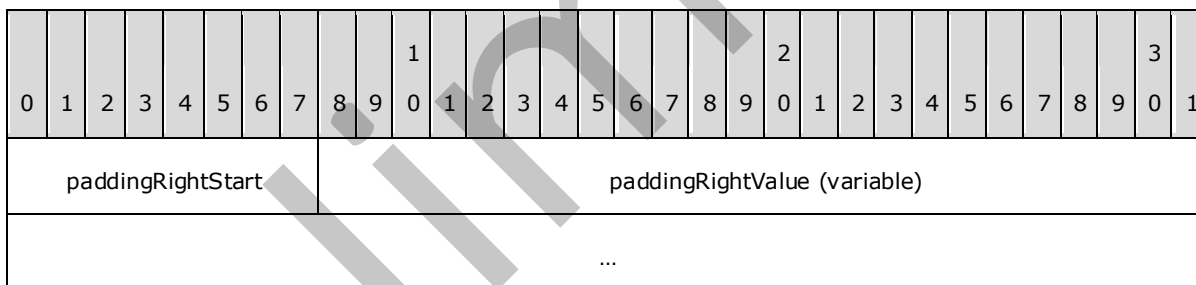 1 2 3
0 1 2 3 4 5 6 7 8 9 0 1 2 3 4 5 6 7 8 9 0 1 2 3 4 5 6 7 8 9 0 1
paddingRightStart paddingRightValue (variable)
...